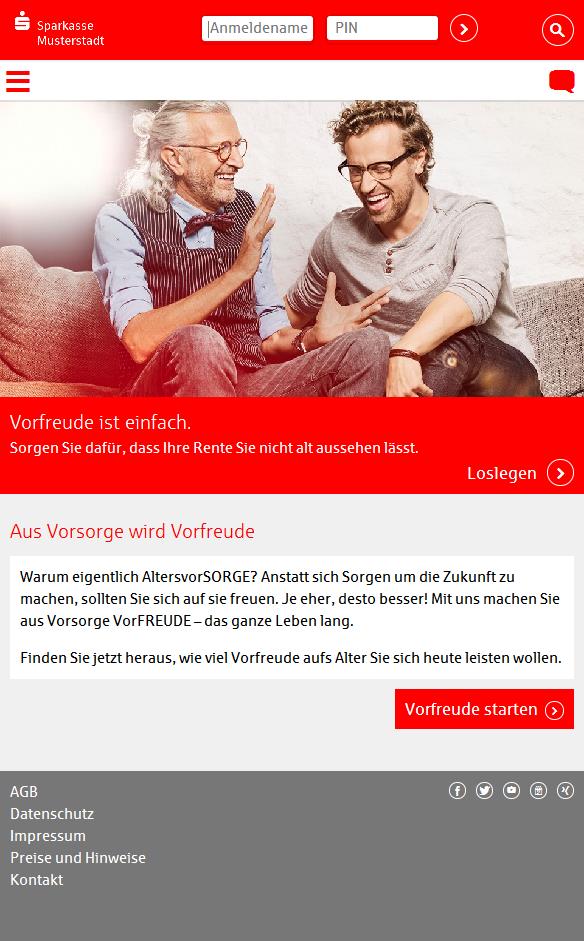 Sparkasse
Musterstadt
Anmeldename
PIN
Vorfreude ist einfach.
Sorgen Sie dafür, dass Ihre Rente Sie nicht alt aussehen lässt.
Loslegen
Aus Vorsorge wird Vorfreude
Warum eigentlich AltersvorSORGE? Anstatt sich Sorgen um die Zukunft zu
machen, sollten Sie sich auf sie freuen. Je eher, desto besser! Mit uns machen Sie
aus Vorsorge VorFREUDE – das ganze Leben lang.
Finden Sie jetzt heraus, wie viel Vorfreude aufs Alter Sie sich heute leisten wollen.
Vorfreude starten
AGB
Datenschutz
Impressum
Preise und Hinweise
Kontakt